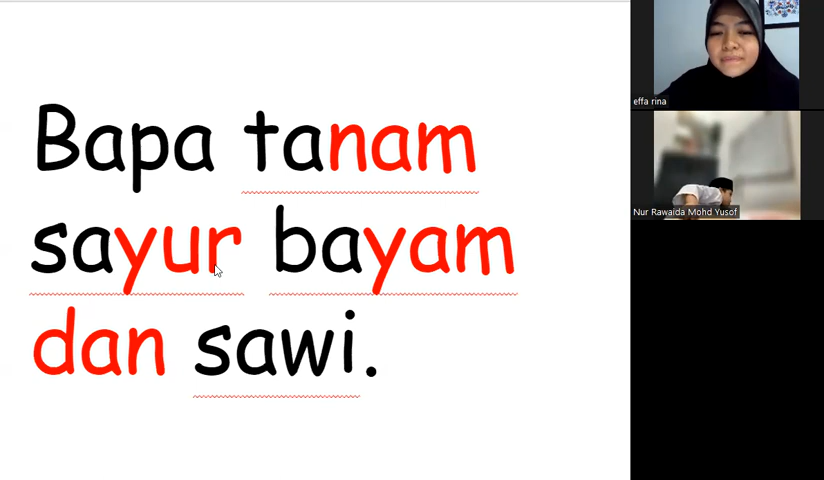 Bapa tanam
sayur bayam
dan sawi.
effa rina
Nur Rawaida Mohd Yusof